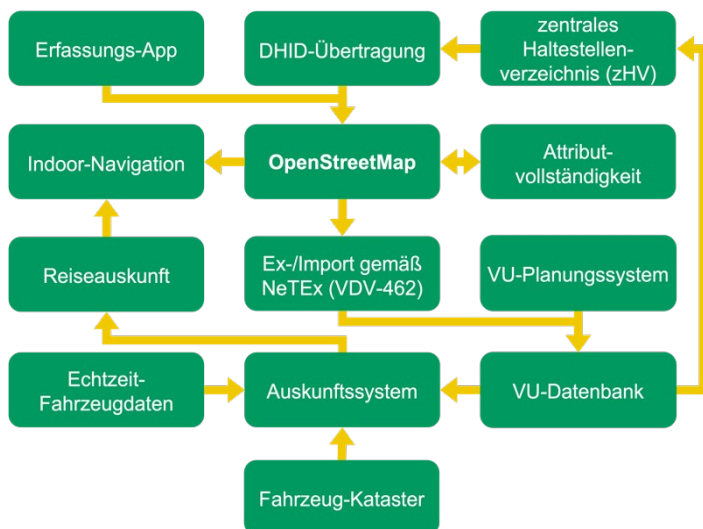 Erfassungs-App
DHID-Übertragung
zentrales
Haltestellen-
verzeichnis (zHV)
Indoor-Navigation
OpenStreetMap
Attribut-
vollständigkeit
Reiseauskunft
Ex-/Import gemäß
NeTEx (VDV-462)
VU-Planungssystem
Echtzeit-
Fahrzeugdaten
Auskunftssystem
VU-Datenbank
Fahrzeug-Kataster